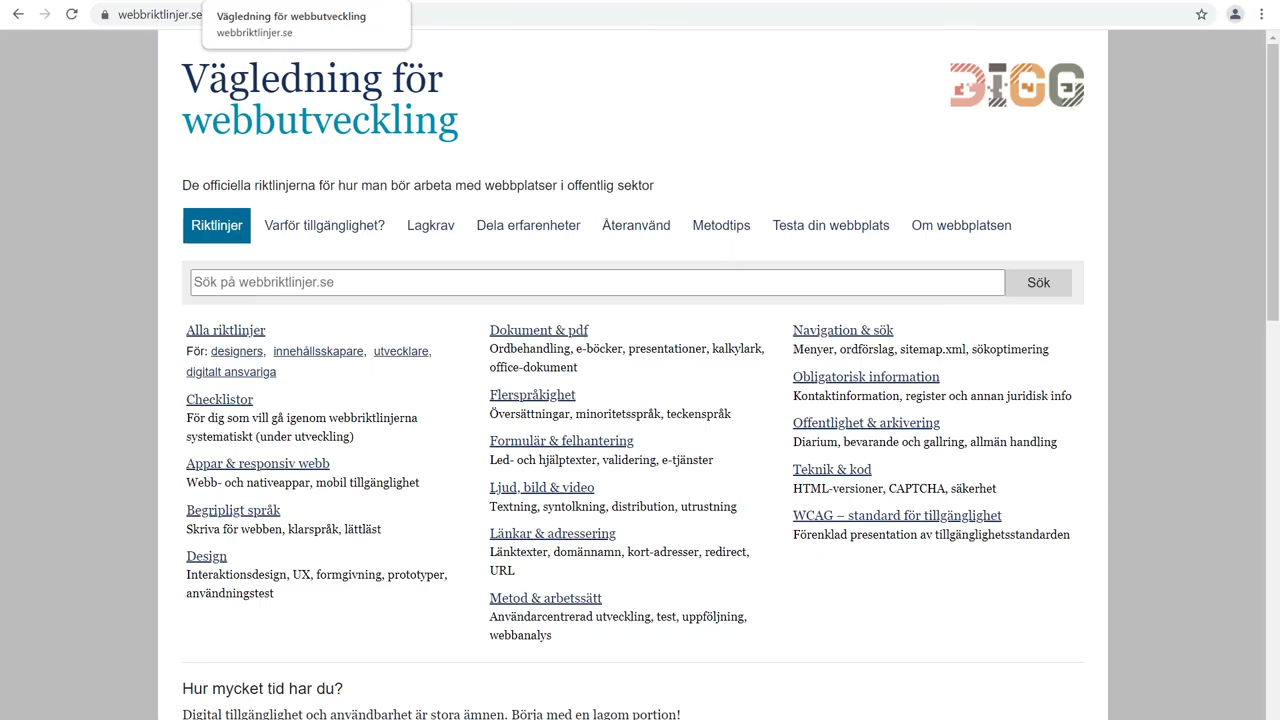 webbriktlinjer.se
Vägledning för webbutveckling
webbriktlinjer.se
Vägledning för
webbutveckling
DIGG
De officiella riktlinjerna för hur man bör arbeta med webbplatser i offentlig sektor
Riktlinjer Varför tillgänglighet? Lagkrav Dela erfarenheter Återanvänd Metodtips Testa din webbplats Om webbplatsen
Sök på webbriktlinjer.se Sök
Alla riktlinjer
För: designers, innehållsskapare, utvecklare,
digitalt ansvariga
Checklistor
För dig som vill gå igenom webbriktlinjerna
systematiskt (under utveckling)
Appar & responsiv webb
Webb- och nativeappar, mobil tillgänglighet
Begripligt språk
Skriva för webben, klarspråk, lättläst
Design
Interaktionsdesign, UX, formgivning, prototyper,
användningstest
Dokument & pdf
Ordbehandling, e-böcker, presentationer, kalkylark,
office-dokument
Flerspråkighet
Översättningar, minoritetsspråk, teckenspråk
Formulär & felhantering
Led- och hjälptexter, validering, e-tjänster
Ljud, bild & video
Textning, syntolkning, distribution, utrustning
Länkar & adressering
Länktexter, domännamn, kort-adresser, redirect,
URL
Metod & arbetssätt
Användarcentrerad utveckling, test, uppföljning,
webbanalys
Navigation & sök
Menyer, ordförslag, sitemap.xml, sökoptimering
Obligatorisk information
Kontaktinformation, register och annan juridisk info
Offentlighet & arkivering
Diarium, bevarande och gallring, allmän handling
Teknik & kod
HTML-versioner, CAPTCHA, säkerhet
WCAG – standard för tillgänglighet
Förenklad presentation av tillgänglighetsstandarden
Hur mycket tid har du?
Digital tillgänglighet och användbarhet är stora ämnen. Börja med en lagom portion!